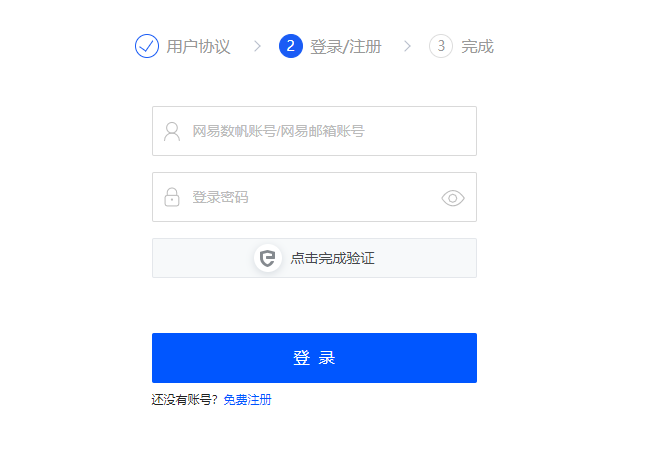 用户协议 2 登录/注册 3 完成
网易数帆账号/网易邮箱账号
登录密码
点击完成验证
登 录
还没有账号? 免费注册